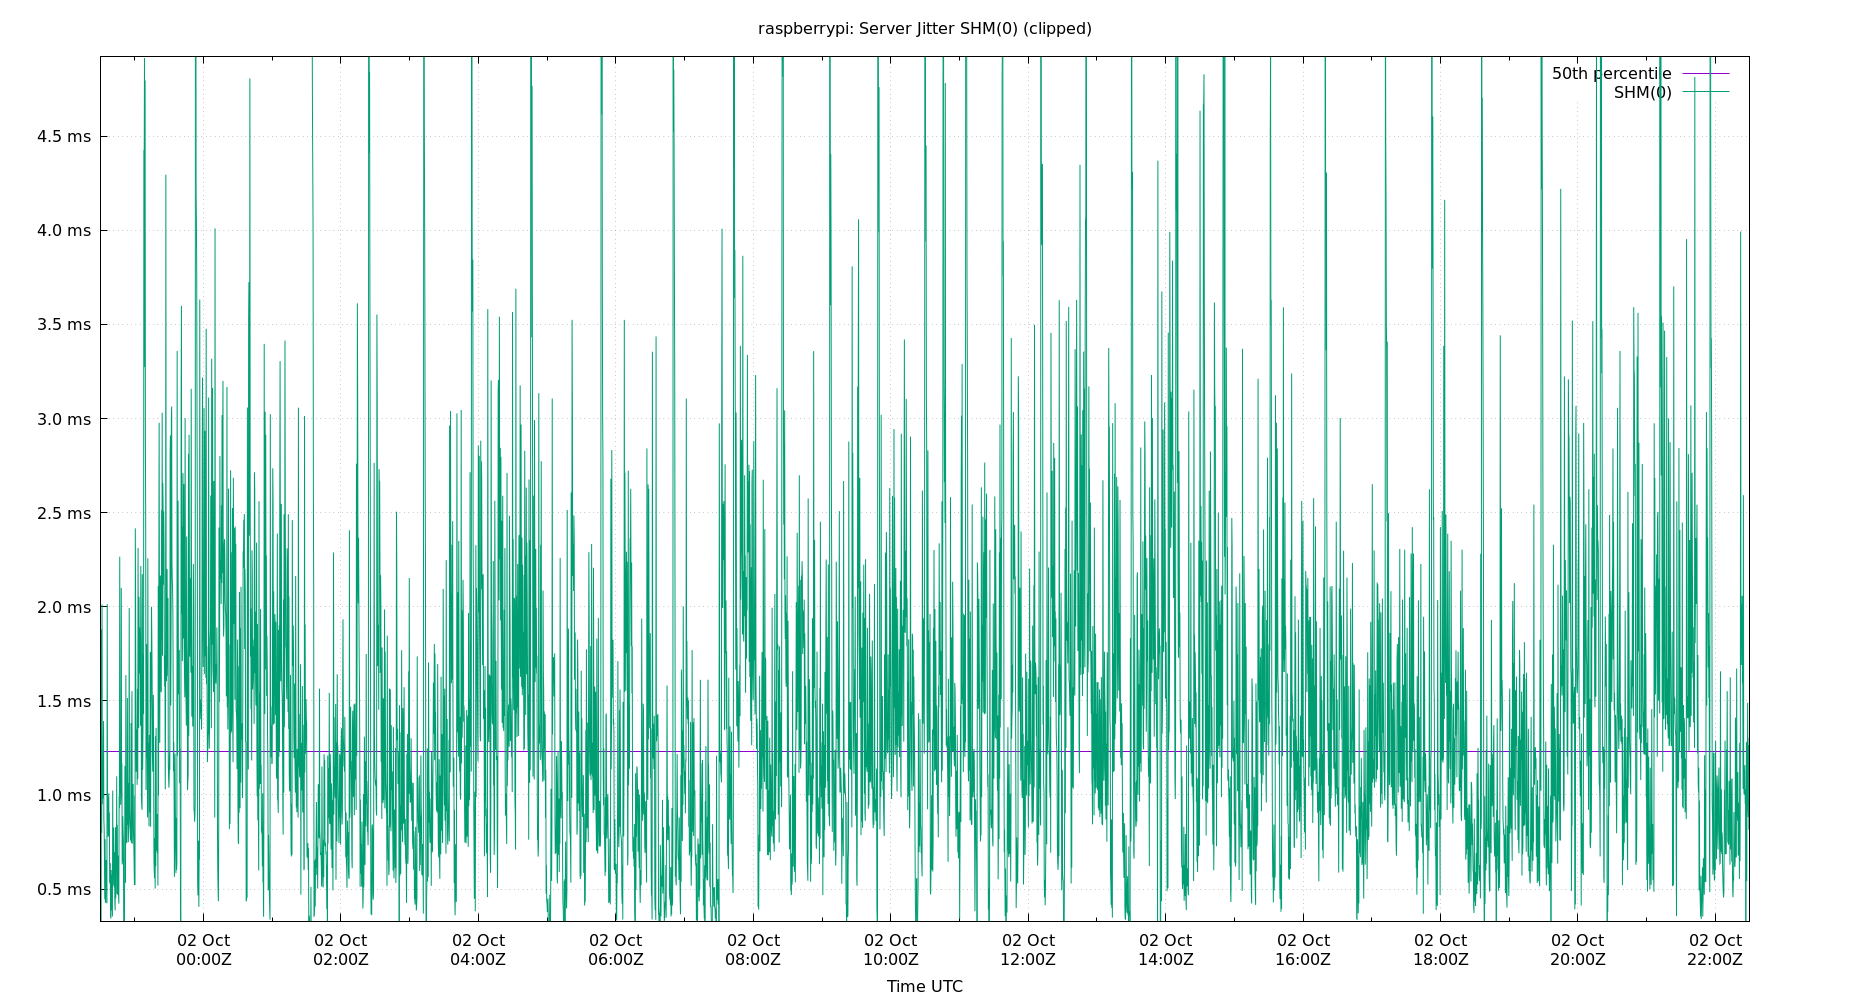 raspberrypi: Server Jitter SHM(0) (clipped)
50th percentile
SHM(0)
4.5 ms
4.0 ms
3.5 ms
3.0 ms
2.5 ms
2.0 ms
1.5 ms
1.0 ms
0.5 ms
02 Oct 02 Oct 02 Oct 02 Oct 02 Oct 02 Oct 02 Oct 02 Oct 02 Oct 02 Oct 02 Oct 02 Oct
00:00Z 02:00Z 04:00Z 06:00Z 08:00Z 10:00Z 12:00Z 14:00Z 16:00Z 18:00Z 20:00Z 22:00Z
Time UTC